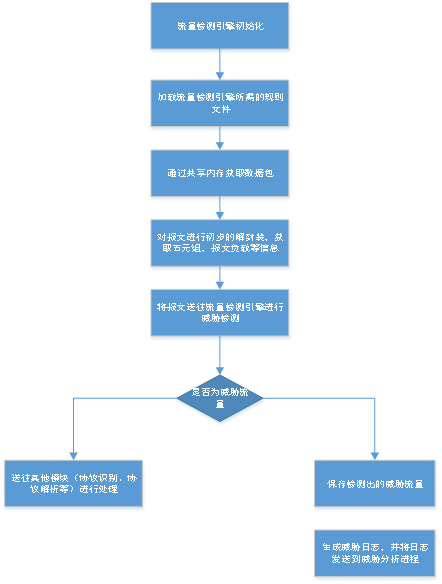 流量检测引擎初始化
加载流量检测引擎所需的规则
文件
通过共享内存获取数据包
对报文进行初步的解封装、获
取五元组、报文负载等信息
将报文送往流量检测引擎进行
威胁检测
是否为威胁流
量
送往其他模块（协议识别、协
议解析等）进行处理
保存检测出的威胁流量
生成威胁日志、并将日志
发送到威胁分析进程